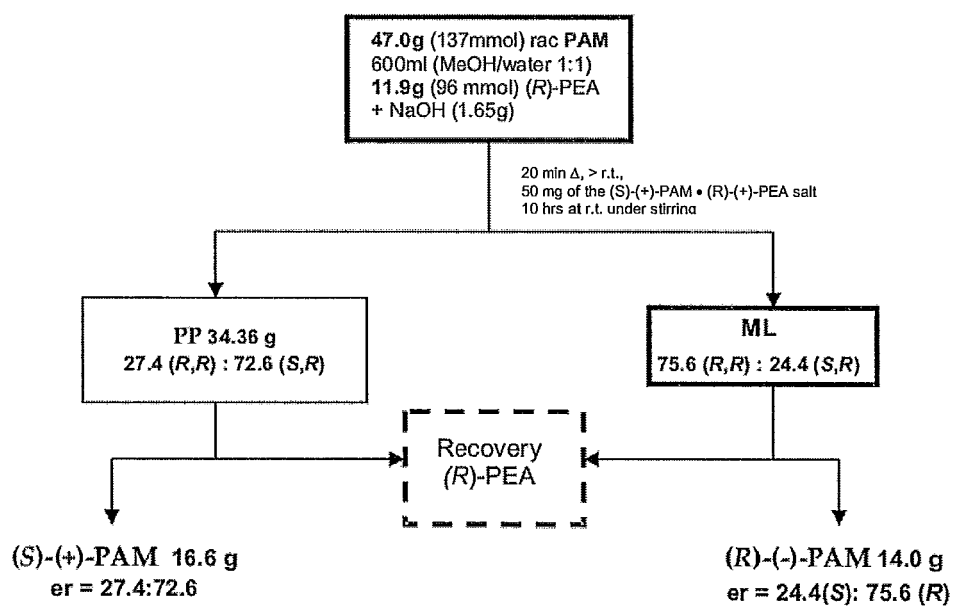 47.0g (137mmol) rac PAM
600ml (MeOH/water 1:1)
11.9g (96 mmol) (R)-PEA
+ NaOH (1.65g)
20 min Δ, > r.t.,
50 mg of the (S)-(+)-PAM • (R)-(+)-PEA salt
10 hrs at r.t. under stirring
PP 34.36 g
27.4 (R,R) : 72.6 (S,R)
ML
75.6 (R,R) : 24.4 (S,R)
Recovery
(R)-PEA
(S)-(+)-PAM 16.6 g
er = 27.4:72.6
(R)-(-)-PAM 14.0 g
er = 24.4(S): 75.6 (R)